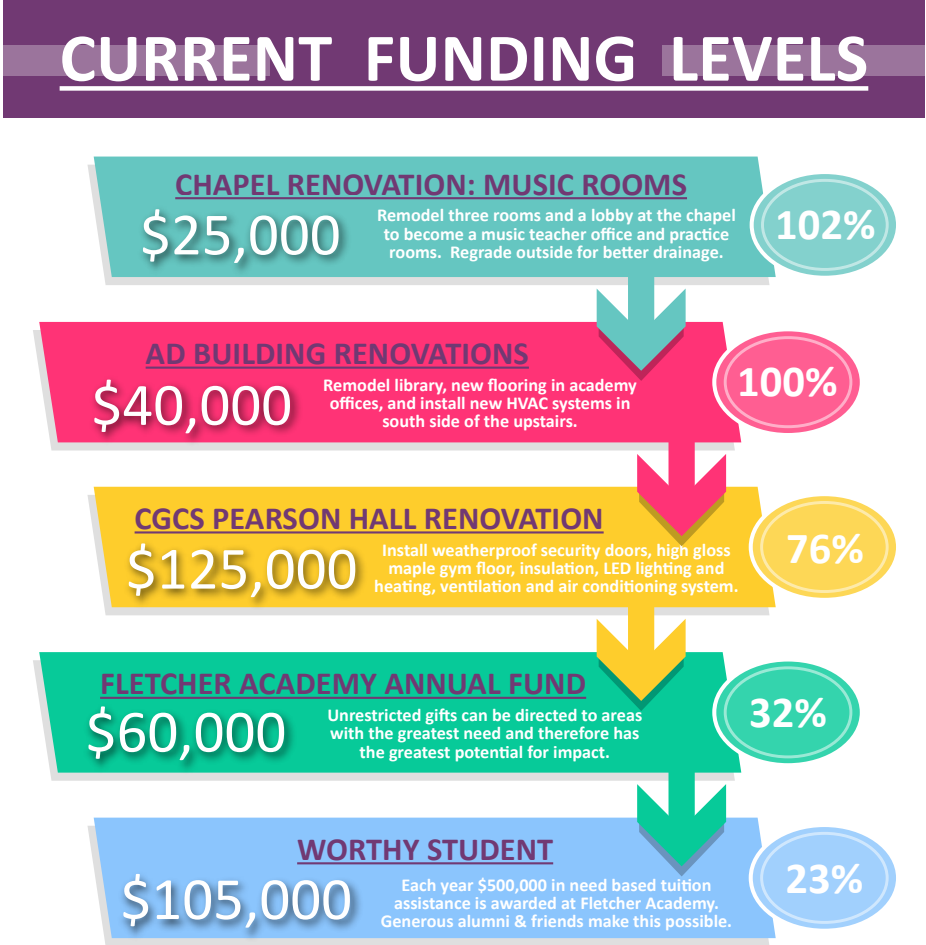 CURRENT FUNDING LEVELS
CHAPEL RENOVATION: MUSIC ROOMS
$25,000
Remodel three rooms and a lobby at the chapel
to become a music teacher office and practice
rooms. Regrade outside for better drainage.
102%
AD BUILDING RENOVATIONS
$40,000
Remodel library, new flooring in academy
offices, and install new HVAC systems in
south side of the upstairs.
100%
CGCS PEARSON HALL RENOVATION
$125,000
Install weatherproof security doors, high gloss
maple gym floor, insulation, LED lighting and
heating, ventilation and air conditioning system.
76%
FLETCHER ACADEMY ANNUAL FUND
$60,000
Unrestricted gifts can be directed to areas
with the greatest need and therefore has
the greatest potential for impact.
32%
WORTHY STUDENT
$105,000
Each year $500,000 in need based tuition
assistance is awarded at Fletcher Academy.
Generous alumni & friends make this possible.
23%